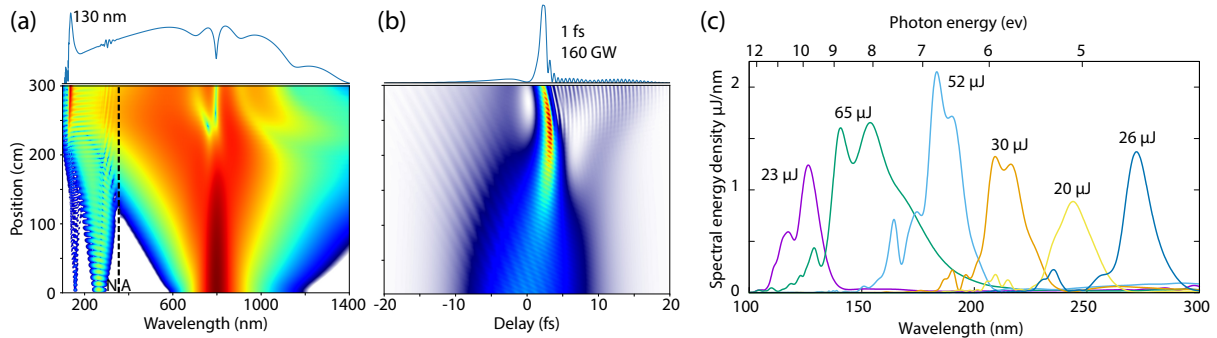 (a)
130 nm
Position (cm)
300
200
100
0
N A
200
600
1000
1400
Wavelength (nm)
(b)
1 fs
160 GW
-20
-10
0
10
20
Delay (fs)
(c)
Photon energy (ev)
12
10
9
8
7
6
5
Spectral energy density μJ/nm
2
1
0
23 μJ
65 μJ
52 μJ
30 μJ
20 μJ
26 μJ
100
150
200
250
300
Wavelength (nm)